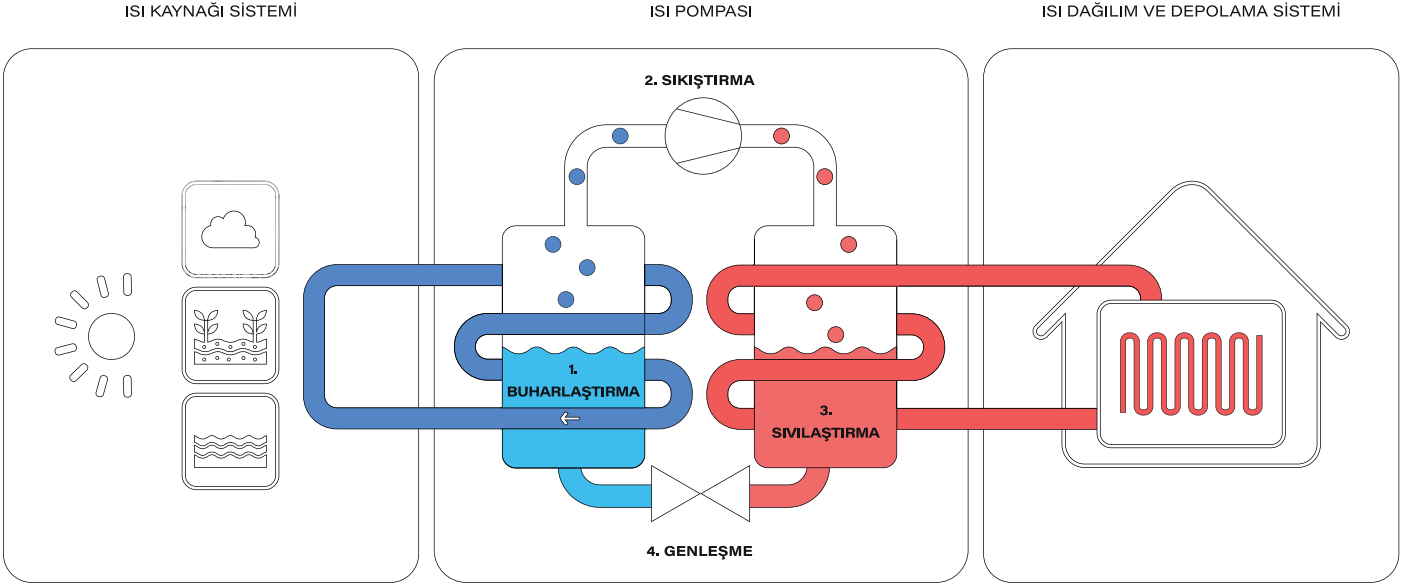 ISI KAYNAĞI SİSTEMİ
ISI POMPASI
ISI DAĞILIM VE DEPOLAMA SİSTEMİ
2. SIKIŞTIRMA
1.
BUHARLAŞTIRMA
3.
SIVILAŞTIRMA
4. GENLEŞME